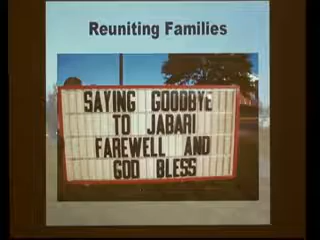 Reuniting Families
SAYING GOODBYE
TO JABARI
FAREWELL AND
GOD BLESS